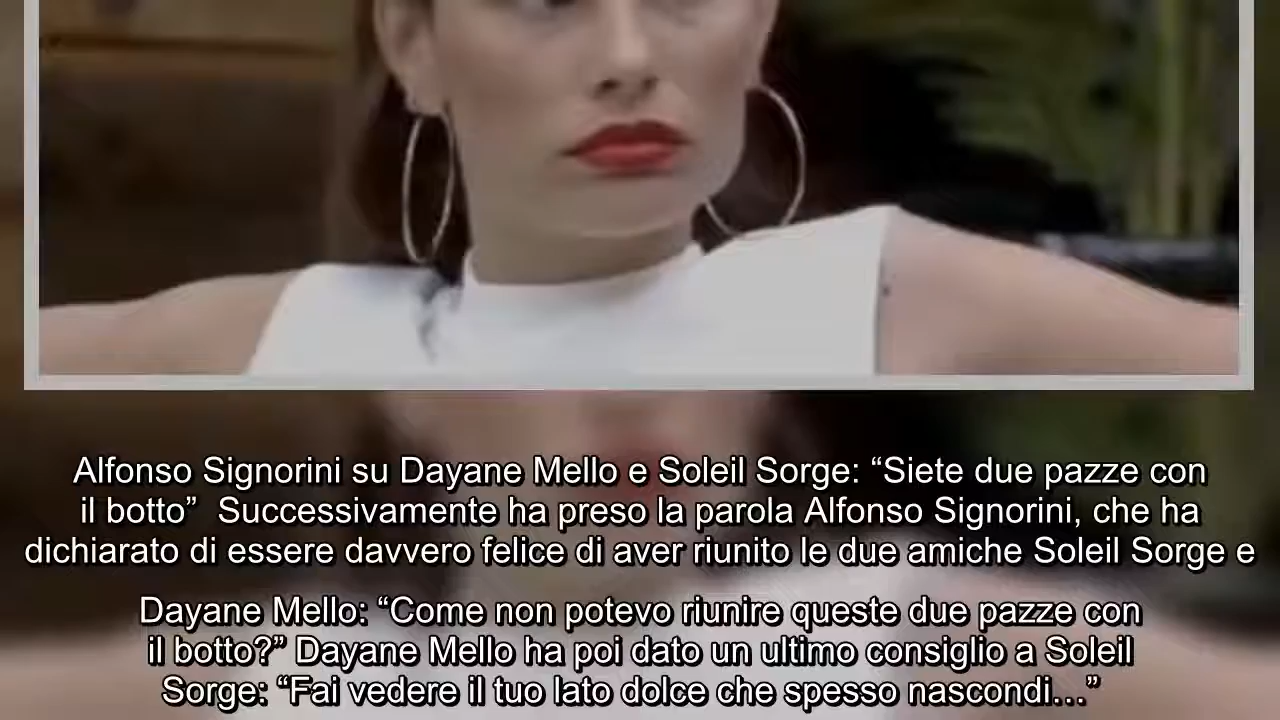 Alfonso Signorini su Dayane Mello e Soleil Sorge: “Siete due pazze con
il botto”  Successivamente ha preso la parola Alfonso Signorini, che ha
dichiarato di essere davvero felice di aver riunito le due amiche Soleil Sorge e
Dayane Mello: “Come non potevo riunire queste due pazze con
il botto?” Dayane Mello ha poi dato un ultimo consiglio a Soleil
Sorge: “Fai vedere il tuo lato dolce che spesso nascondi...”